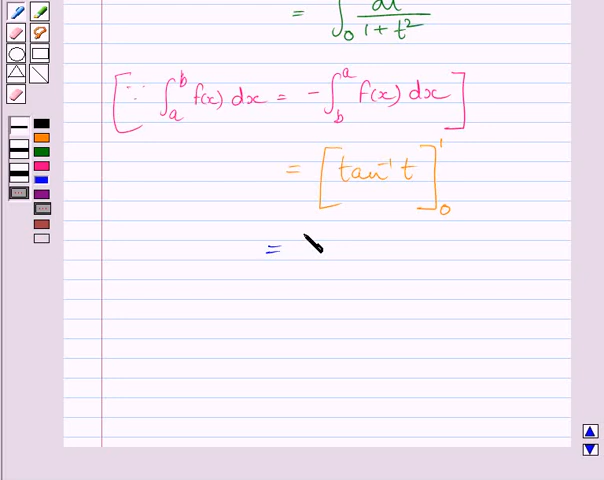 = ∫₀ dt / 1 + t²
[∵ ∫ₐᵇ f(x) dx = - ∫ᵦᵃ f(x) dx]
= [tan⁻¹ t]₀¹
=